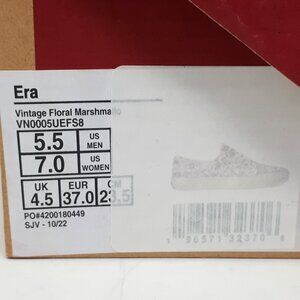 Era
Vintage Floral Marshmallo
VN0005UEFS8
5.5 US MEN
7.0 US WOMEN
UK EUR CM
4.5 37.0 23.5
PO#4200180449
SJV - 10/22